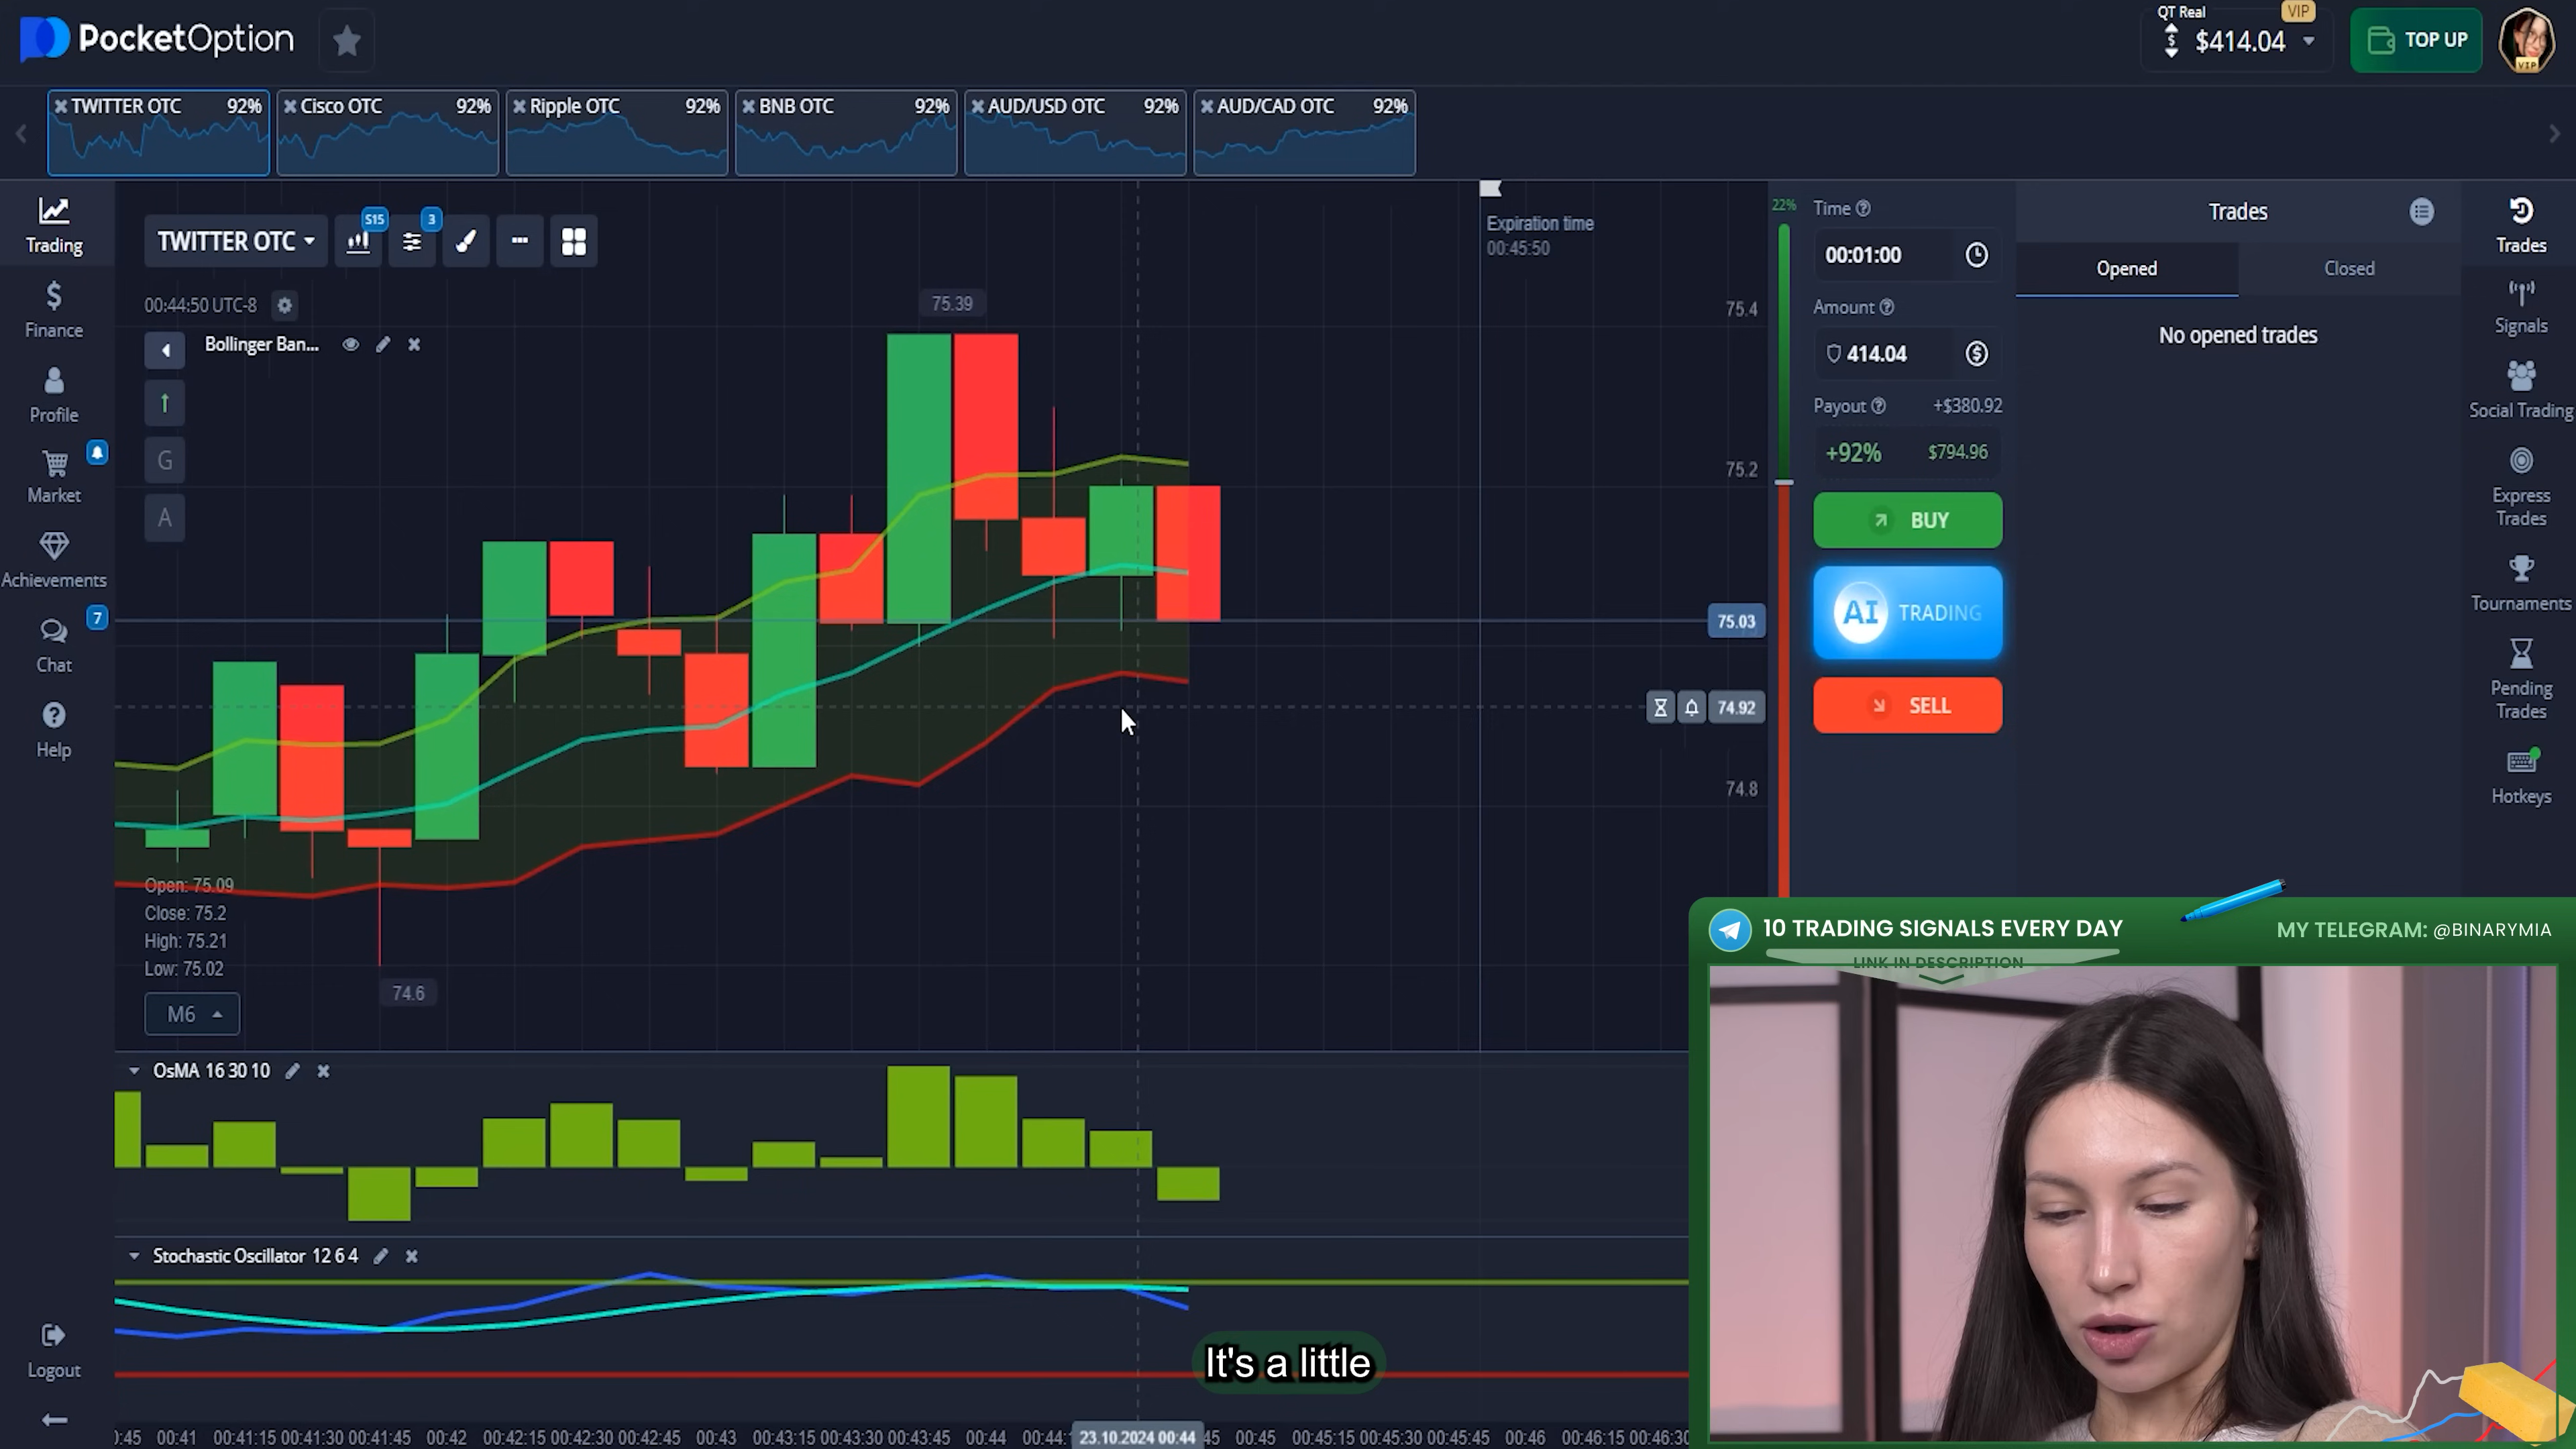 PocketOption
QT Real
VIP
$414.04
TOP UP
VIP
TWITTER OTC 92%
Cisco OTC 92%
Ripple OTC 92%
BNB OTC 92%
AUD/USD OTC 92%
AUD/CAD OTC 92%
Trading
Finance
Profile
Market
Achievements
7
Chat
Help
Logout
TWITTER OTC
S15
3
00:44:50 UTC-8
Bollinger Ban...
G
A
75.39
Expiration time
00:45:50
75.4
75.2
75.03
74.92
74.8
74.6
Open: 75.09
Close: 75.2
High: 75.21
Low: 75.02
M6
OsMA 16 30 10
Stochastic Oscillator 12 6 4
It's a little
:45 00:41 00:41:15 00:41:30 00:41:45 00:42 00:42:15 00:42:30 00:42:45 00:43 00:43:15 00:43:30 00:43:45 00:44 00:44: 23.10.2024 00:44 45 00:45 00:45:15 00:45:30 00:45:45 00:46 00:46:15 00:46:30
22%
Time
00:01:00
Amount
414.04
Payout +$380.92
+92% $794.96
BUY
AI TRADING
SELL
Trades
Opened
Closed
No opened trades
Trades
Signals
Social Trading
Express
Trades
Tournaments
Pending
Trades
Hotkeys
10 TRADING SIGNALS EVERY DAY
LINK IN DESCRIPTION
MY TELEGRAM: @BINARYMIA